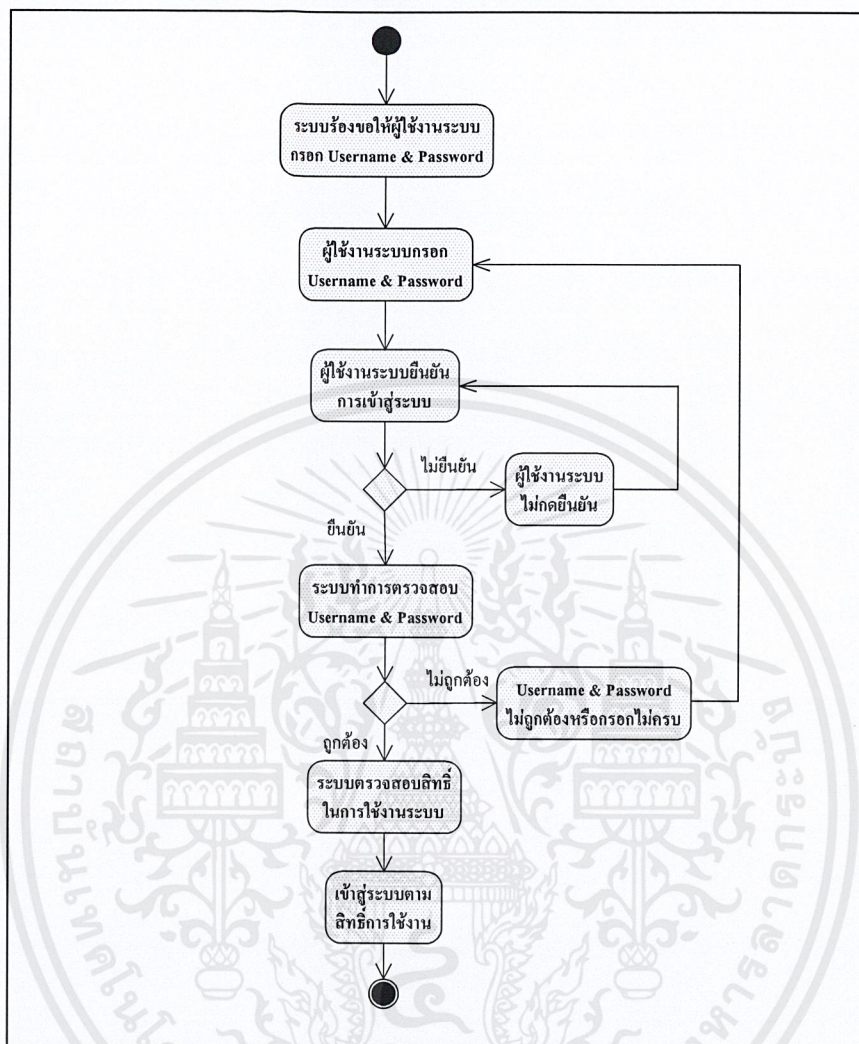 ระบบร้องขอให้ผู้ใช้งานระบบ
กรอก Username & Password
ผู้ใช้งานระบบกรอก
Username & Password
ผู้ใช้งานระบบยืนยัน
การเข้าสู่ระบบ
ไม่ยืนยัน
ผู้ใช้งานระบบ
ไม่กดยืนยัน
ยืนยัน
ระบบทำการตรวจสอบ
Username & Password
ไม่ถูกต้อง
Username & Password
ไม่ถูกต้องหรือกรอกไม่ครบ
ถูกต้อง
ระบบตรวจสอบสิทธิ์
ในการใช้งานระบบ
เข้าสู่ระบบตาม
สิทธิ์การใช้งาน